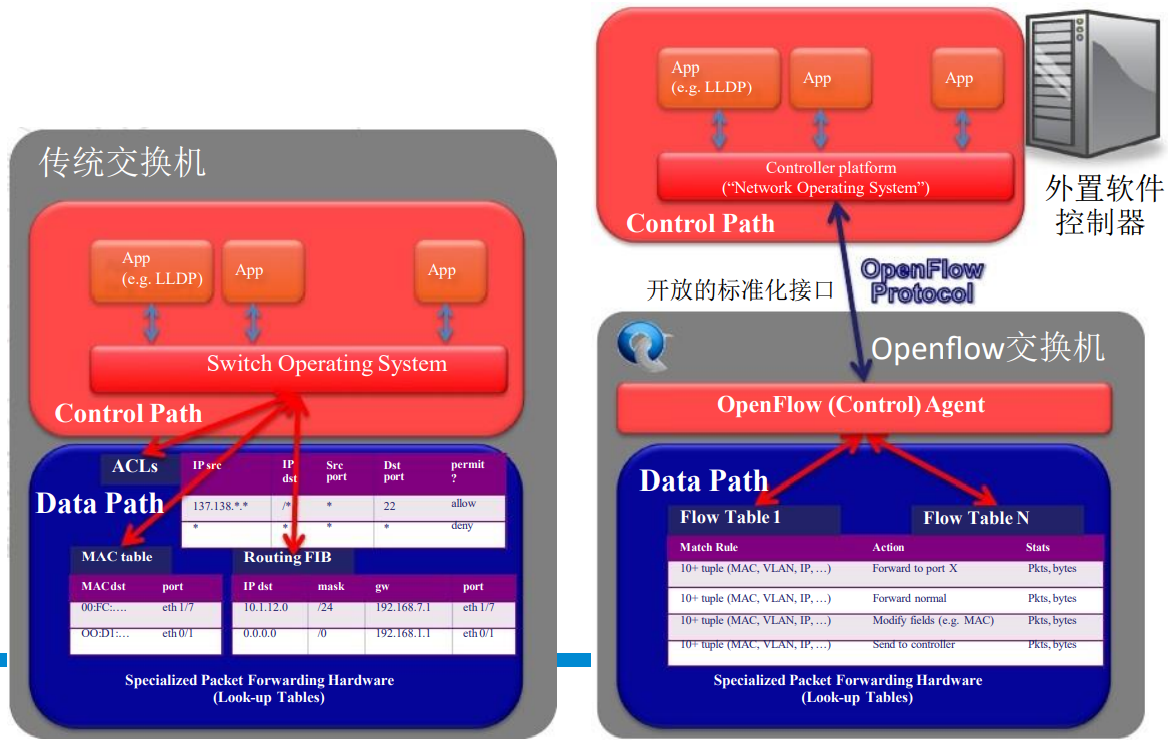 传统交换机
App
(e.g. LLDP)
App
App
Switch Operating System
Control Path
ACLs
Data Path
IP src IP dst Src port Dst port permit ?
137.138.*.* /* * 22 allow
* * * * deny
MAC table
MACdst port
00:FC:…. eth 1/7
OO:D1:… eth 0/1
Routing FIB
IP dst mask gw port
10.1.12.0 /24 192.168.7.1 eth 1/7
0.0.0.0 /0 192.168.1.1 eth 0/1
Specialized Packet Forwarding Hardware
(Look-up Tables)
App
(e.g. LLDP)
App
App
Controller platform
(“Network Operating System”)
Control Path
外置软件
控制器
开放的标准化接口
OpenFlow
Protocol
Openflow交换机
OpenFlow (Control) Agent
Data Path
Flow Table 1
Flow Table N
Match Rule Action Stats
10+ tuple (MAC, VLAN, IP, …) Forward to port X Pkts, bytes
10+ tuple (MAC, VLAN, IP, …) Forward normal Pkts, bytes
10+ tuple (MAC, VLAN, IP, …) Modify fields (e.g. MAC) Pkts, bytes
10+ tuple (MAC, VLAN, IP, …) Send to controller Pkts, bytes
Specialized Packet Forwarding Hardware
(Look-up Tables)